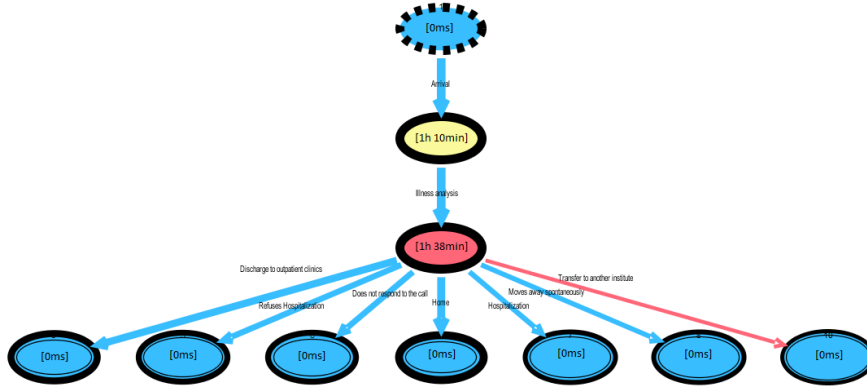 [0ms]
Arrival
[1h 10min]
Illness analysis
[1h 38min]
Discharge to outpatient clinics
Transfer to another institute
Does not respond to the call
Moves away spontaneously
Refuses Hospitalization
Home
Hospitalization
[0ms]
[0ms]
[0ms]
[0ms]
[0ms]
[0ms]
[0ms]